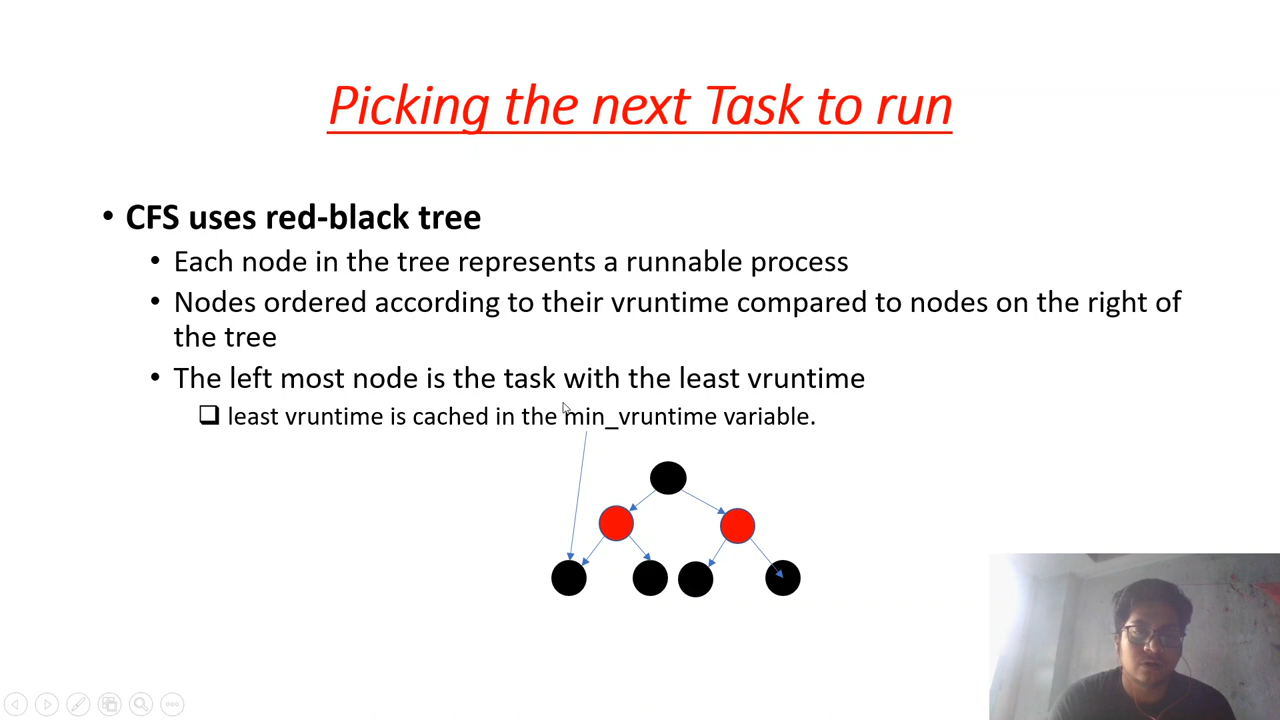 Picking the next Task to run
• CFS uses red-black tree
• Each node in the tree represents a runnable process
• Nodes ordered according to their vruntime compared to nodes on the right of
the tree
• The left most node is the task with the least vruntime
❑ least vruntime is cached in the min_vruntime variable.